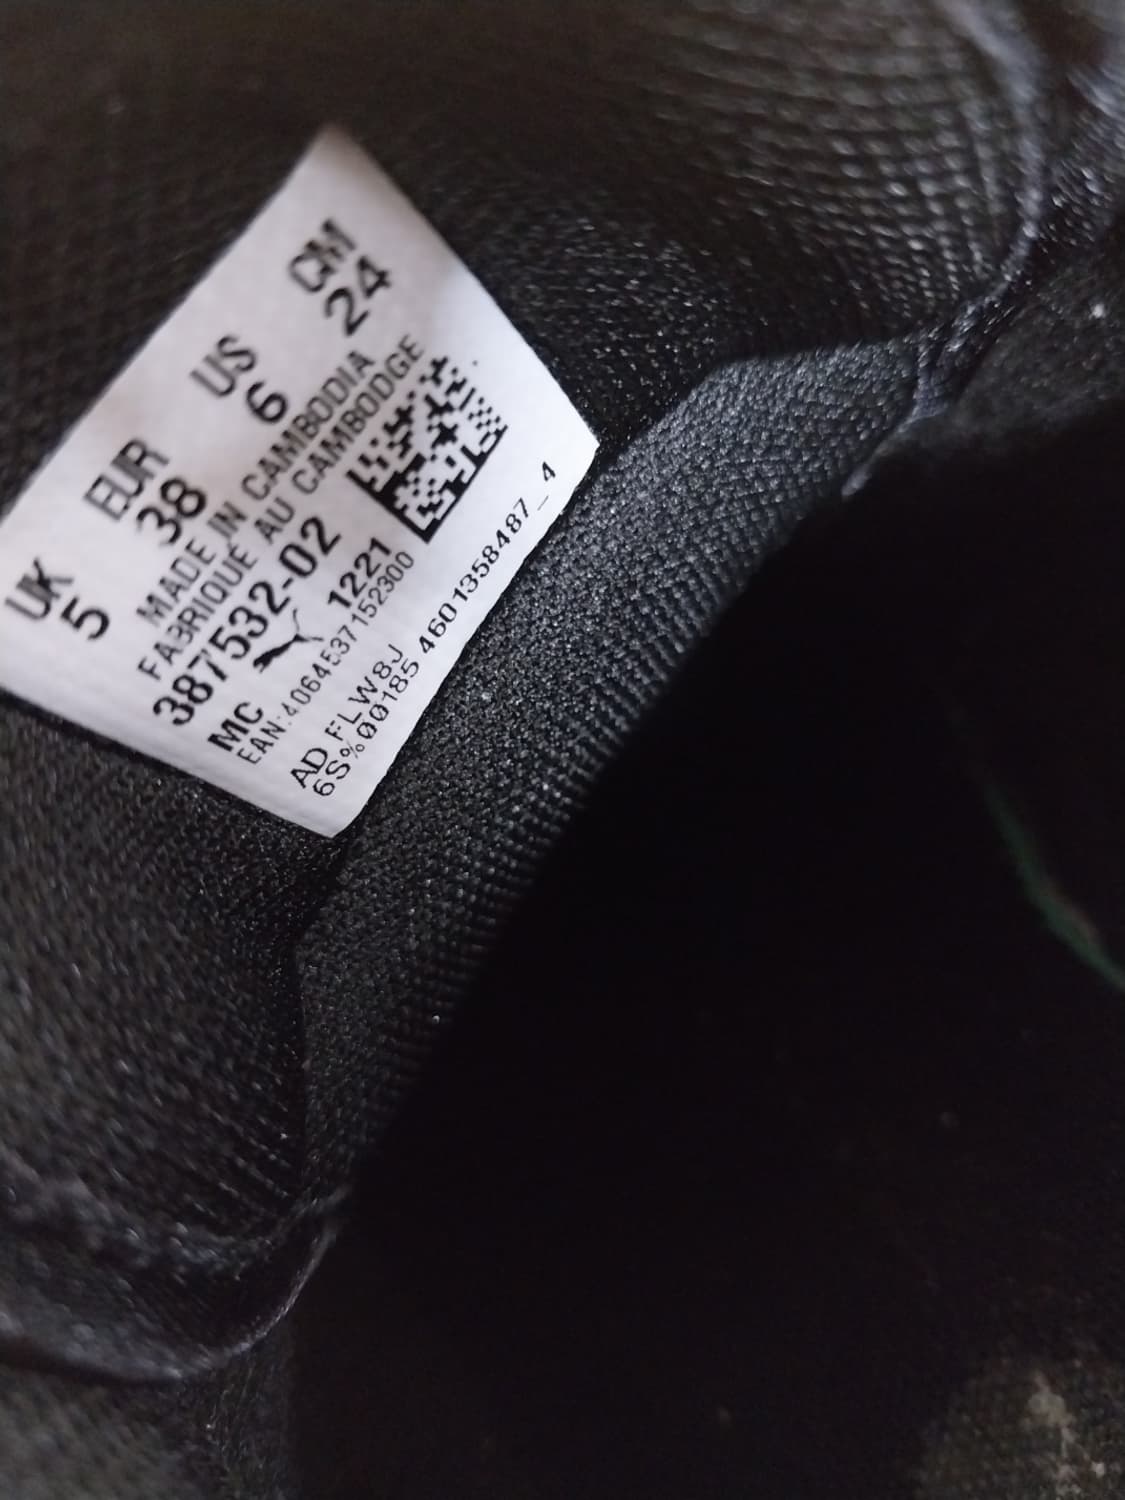 UK EUR US CM
5 38 6 24
MADE IN CAMBODIA
FABRIQUÉ AU CAMBODGE
387532-02
MC 1221
EAN:4064537152300
AD FLW8J
6S%00185 4601358487_4